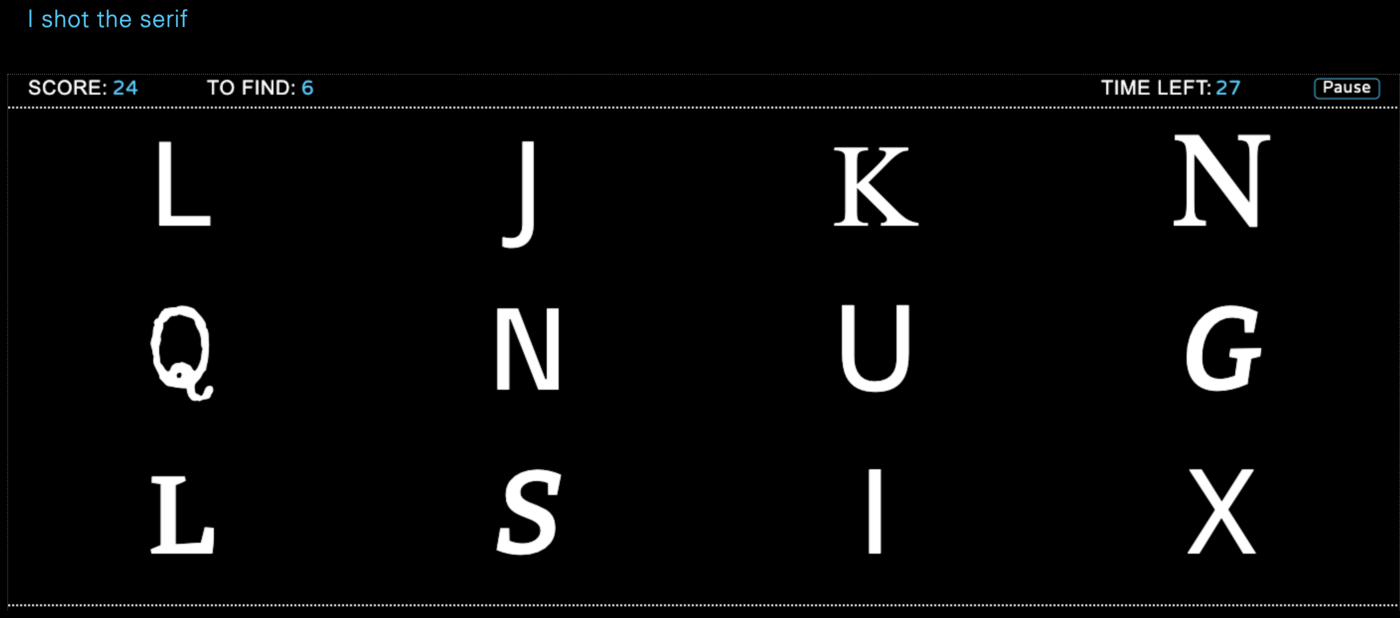 I shot the serif
SCORE: 24 TO FIND: 6 TIME LEFT: 27 Pause
L J K N
Q N U G
L S I X